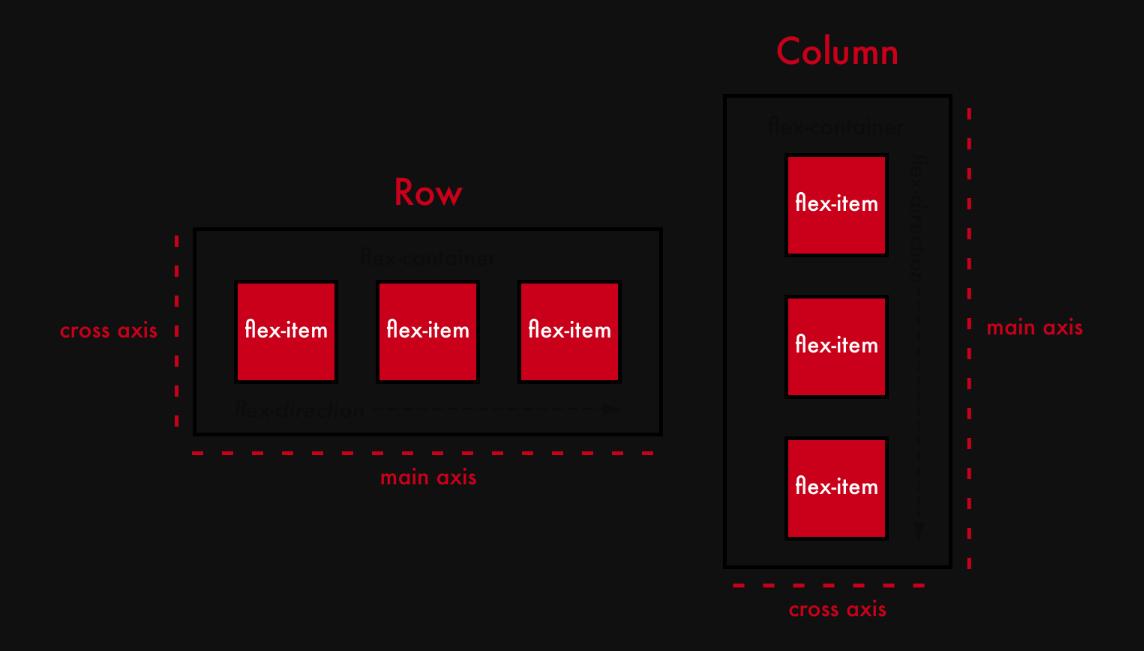 Row
flex-container
flex-item flex-item flex-item
flex-direction
cross axis
main axis
Column
flex-container
flex-item
flex-item
flex-item
flex-direction
main axis
cross axis